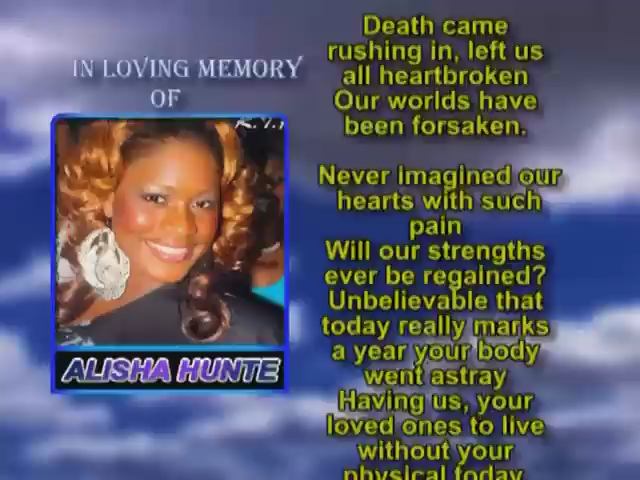 IN LOVING MEMORY
OF
R.I.P
ALISHA HUNTE
Death came
rushing in, left us
all heartbroken
Our worlds have
been forsaken.
Never imagined our
hearts with such
pain
Will our strengths
ever be regained?
Unbelievable that
today really marks
a year your body
went astray
Having us, your
loved ones to live
without your
physical today